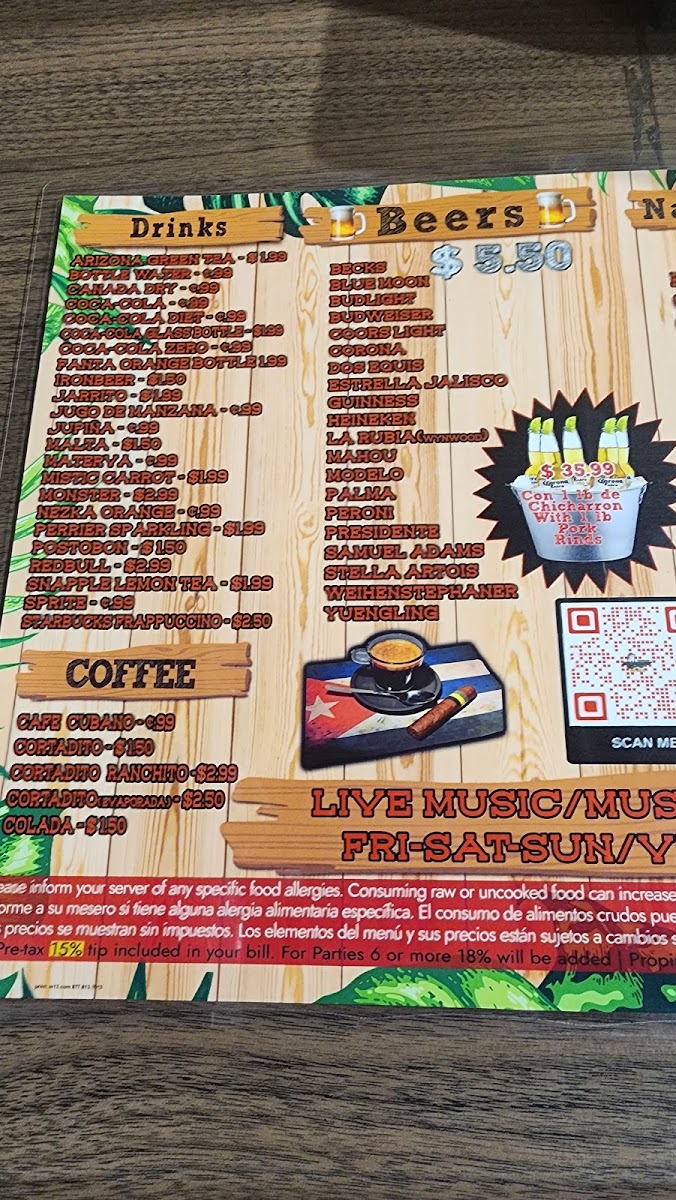 Drinks
ARIZONA GREEN TEA - $1.99
BOTTLE WATER - ¢.99
CANADA DRY - ¢.99
COCA-COLA - ¢.99
COCA-COLA DIET - ¢.99
COCA-COLA GLASS BOTTLE - $1.99
COCA-COLA ZERO - ¢.99
FANTA ORANGE BOTTLE 1.99
IRONBEER - $1.50
JARRITO - $1.99
JUGO DE MANZANA - ¢.99
JUPIÑA - ¢.99
MALTA - $1.50
MATERVA - ¢.99
MISTIC CARROT - $1.99
MONSTER - $2.99
NEZKA ORANGE - ¢.99
PERRIER SPARKLING - $1.99
POSTOBON - $1.50
REDBULL - $2.99
SNAPPLE LEMON TEA - $1.99
SPRITE - ¢.99
STARBUCKS FRAPPUCCINO - $2.50
COFFEE
CAFE CUBANO - ¢.99
CORTADITO - $1.50
CORTADITO RANCHITO - $2.99
CORTADITO (EVAPORADA) - $2.50
COLADA - $1.50
Beers
$ 5.50
BECKS
BLUE MOON
BUDLIGHT
BUDWEISER
COORS LIGHT
CORONA
DOS EQUIS
ESTRELLA JALISCO
GUINNESS
HEINEKEN
LA RUBIA (WYNWOOD)
MAHOU
MODELO
PALMA
PERONI
PRESIDENTE
SAMUEL ADAMS
STELLA ARTOIS
WEIHENSTEPHANER
YUENGLING
Na
$ 35.99
Corona
Con 1 lb de
Chicharron
With 1 lb
Pork
Rinds
SCAN ME
LIVE MUSIC/MUS
FRI-SAT-SUN/V
ease inform your server of any specific food allergies. Consuming raw or uncooked food can increase
orme a su mesero si tiene alguna alergia alimentaria específica. El consumo de alimentos crudos pue
s precios se muestran sin impuestos. Los elementos del menú y sus precios están sujetos a cambios s
Pre-tax 15% tip included in your bill. For Parties 6 or more 18% will be added | Propin